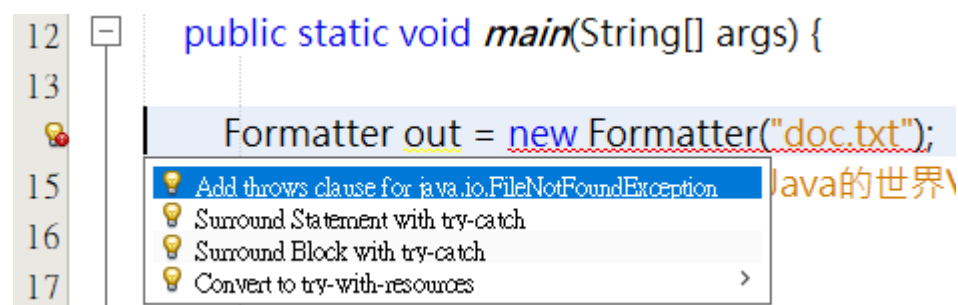 12 public static void main(String[] args) {
13
Formatter out = new Formatter("doc.txt");
15 Add throws clause for java.io.FileNotFoundException Java的世界\
Surround Statement with try-catch
16 Surround Block with try-catch
17 Convert to try-with-resources >